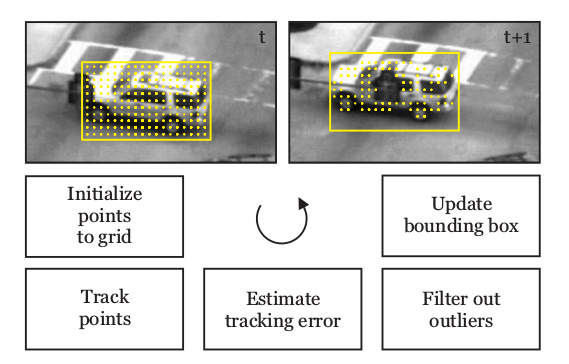 t
t+1
Initialize
points
to grid
Update
bounding box
Track
points
Estimate
tracking error
Filter out
outliers